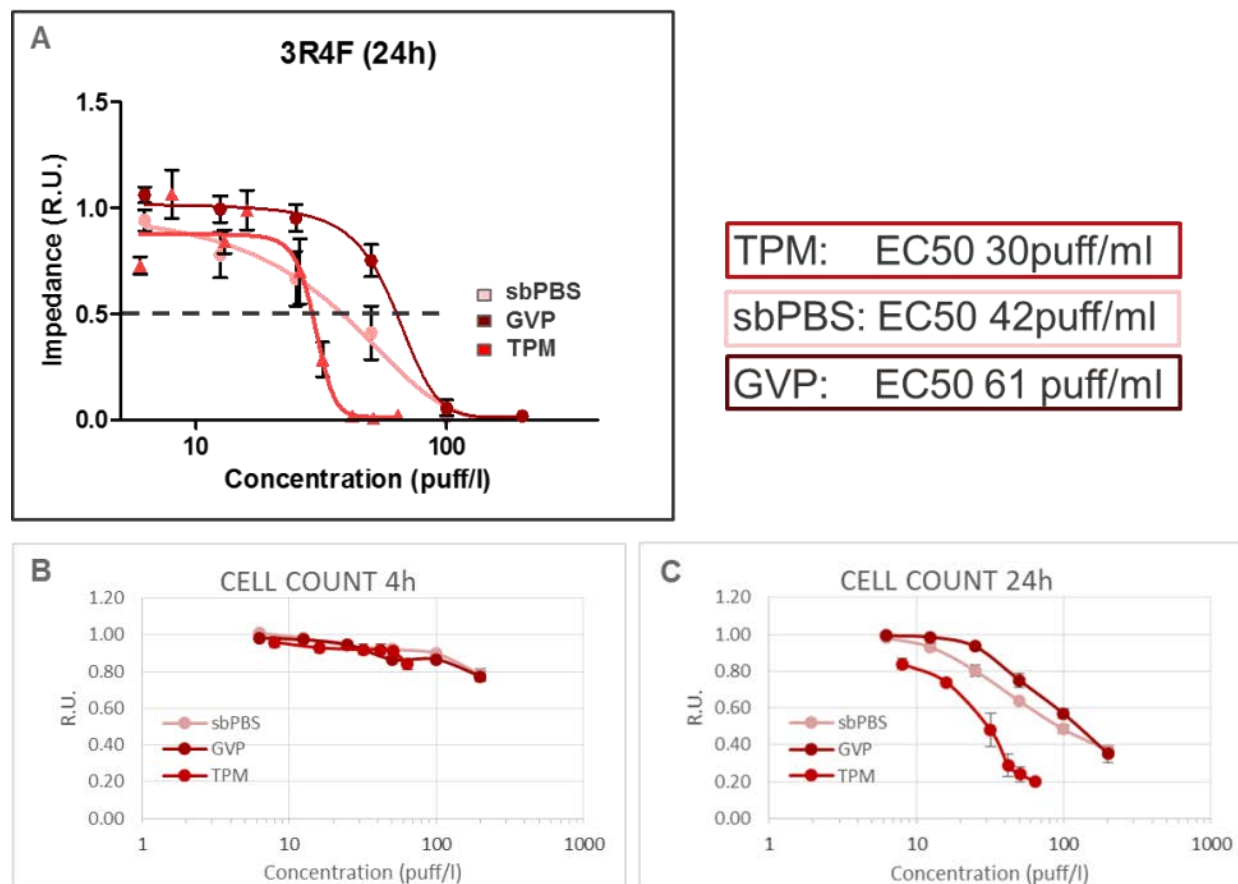 A
3R4F (24h)
1.5
1.0
0.5
0.0
Impedance (R.U.)
sbPBS
GVP
TPM
10 100
Concentration (puff/l)
TPM: EC50 30puff/ml
sbPBS: EC50 42puff/ml
GVP: EC50 61 puff/ml
B
CELL COUNT 4h
1.20
1.00
0.80
0.60
0.40
0.20
0.00
R.U.
sbPBS
GVP
TPM
1 10 100 1000
Concentration (puff/l)
C
CELL COUNT 24h
1.20
1.00
0.80
0.60
0.40
0.20
0.00
R.U.
sbPBS
GVP
TPM
1 10 100 1000
Concentration (puff/l)